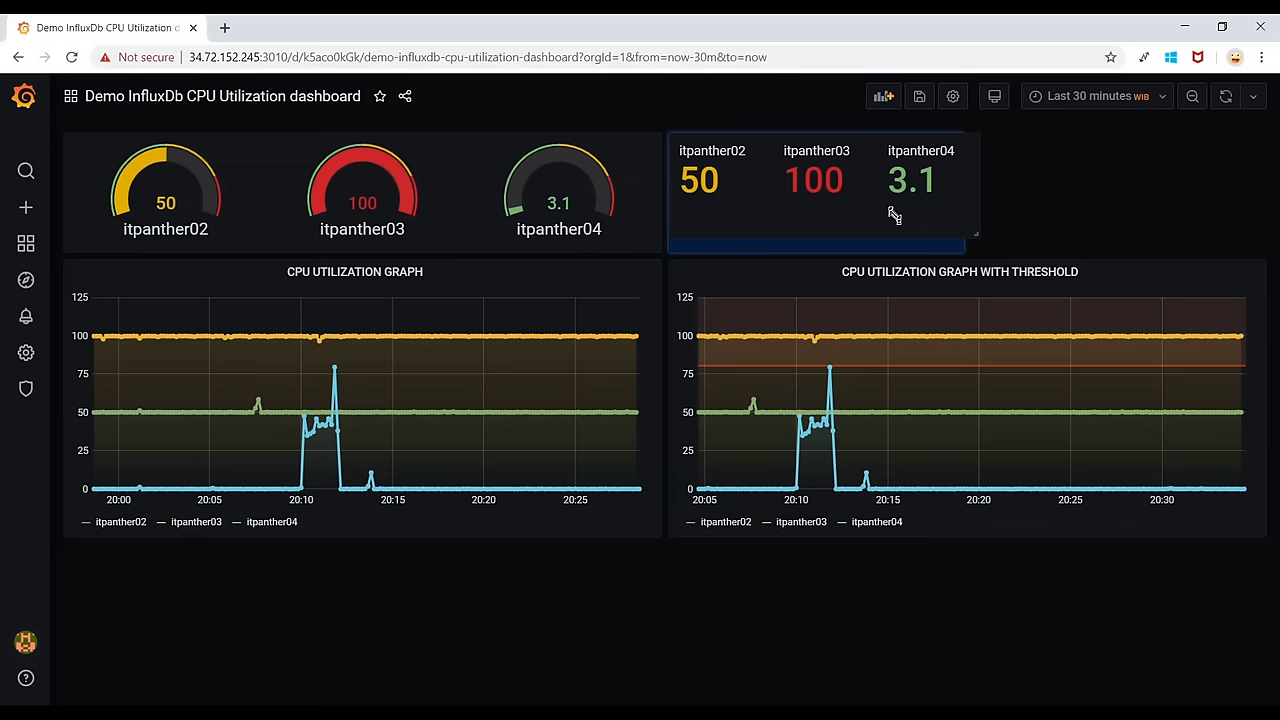 Demo InfluxDb CPU Utilization d
Not secure
34.72.152.245:3010/d/k5aco0kGk/demo-influxdb-cpu-utilization-dashboard?orgId=1&from=now-30m&to=now
Demo InfluxDb CPU Utilization dashboard
Last 30 minutes WIB
50
itpanther02
100
itpanther03
3.1
itpanther04
itpanther02
itpanther03
itpanther04
50
100
3.1
CPU UTILIZATION GRAPH
125
100
75
50
25
0
20:00
20:05
20:10
20:15
20:20
20:25
itpanther02
itpanther03
itpanther04
CPU UTILIZATION GRAPH WITH THRESHOLD
125
100
75
50
25
0
20:05
20:10
20:15
20:20
20:25
20:30
itpanther02
itpanther03
itpanther04